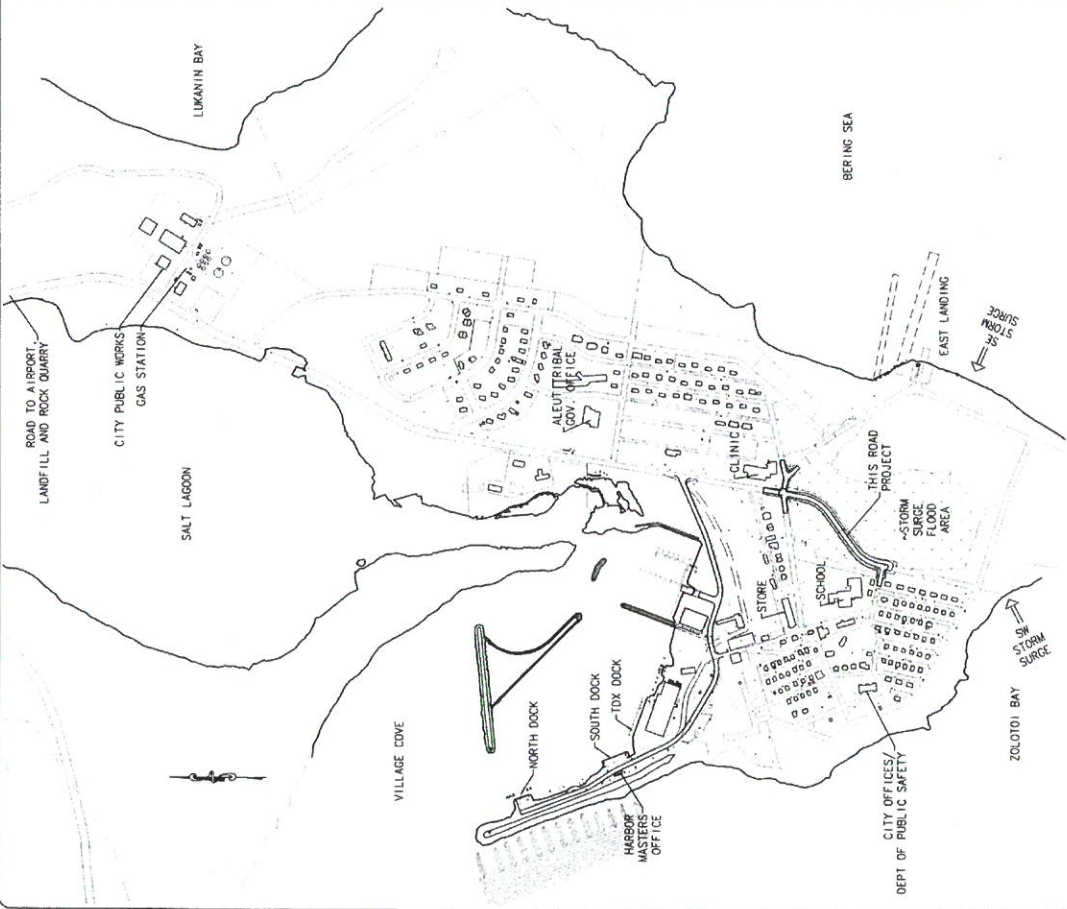 LUKANIN BAY
ROAD TO AIRPORT,
LANDFILL AND ROCK QUARRY
CITY PUBLIC WORKS
GAS STATION
SALT LAGOON
BERING SEA
EAST LANDING
SE
STORM
SURGE
ALEUT TRIBAL
GOV. OFFICE
CLINIC
THIS ROAD
PROJECT
STORM
SURGE
FLOOD
AREA
STORE
SCHOOL
SW
STORM
SURGE
ZOLOTOI BAY
VILLAGE COVE
NORTH DOCK
SOUTH DOCK
TDX DOCK
HARBOR
MASTERS
OFFICE
CITY OFFICES/
DEPT OF PUBLIC SAFETY